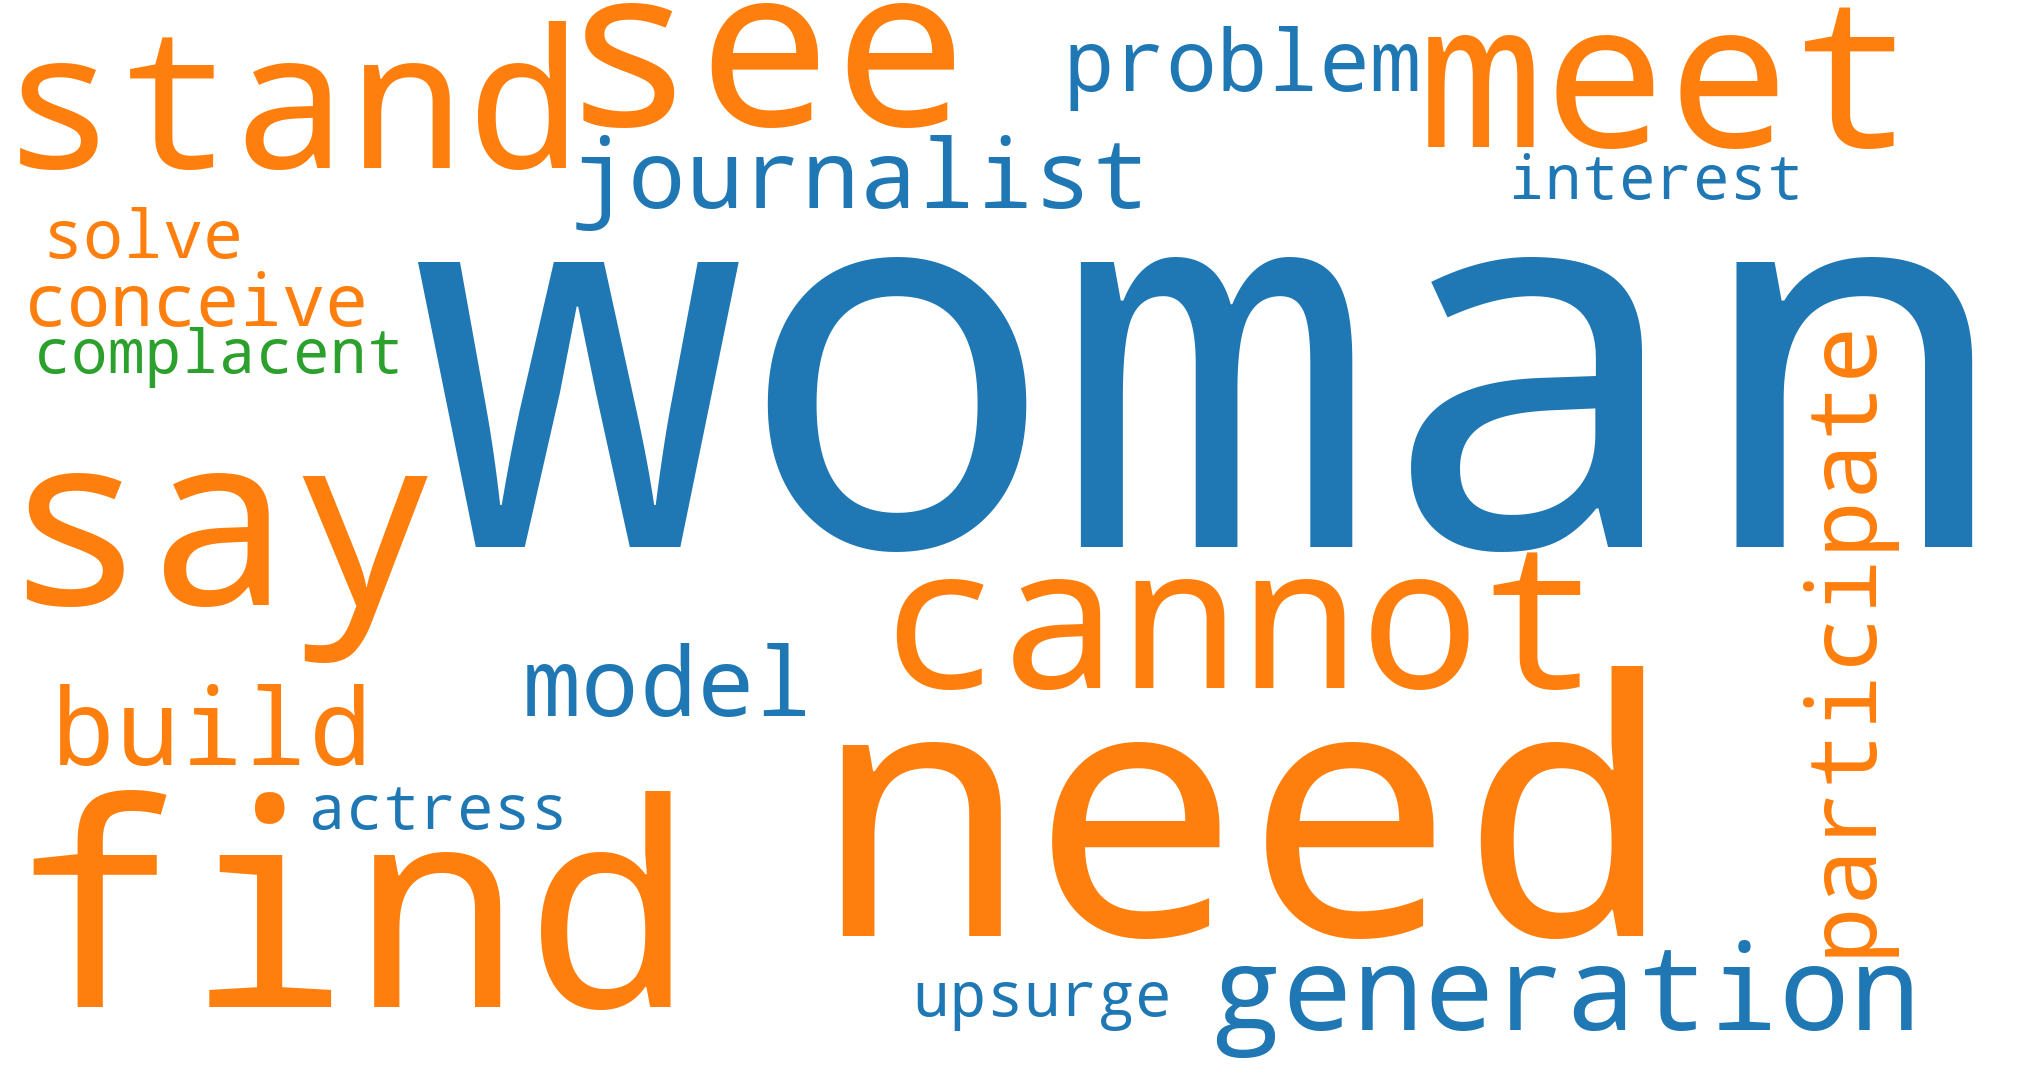 stand
see
problem
meet
journalist
interest
solve
conceive
complacent
woman
participate
say
cannot
model
build
need
actress
find
upsurge
generation